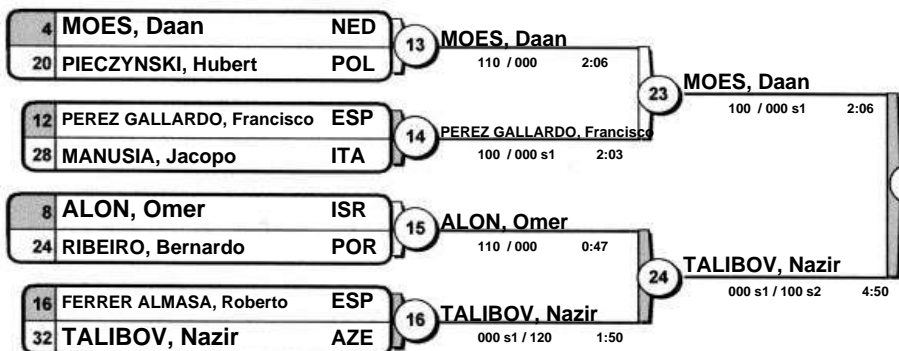 4 MOES, Daan NED
20 PIECZYNSKI, Hubert POL
13
MOES, Daan
110 / 000 2:06
12 PEREZ GALLARDO, Francisco ESP
28 MANUSIA, Jacopo ITA
14
PEREZ GALLARDO, Francisco
100 / 000 s1 2:03
23
MOES, Daan
100 / 000 s1 2:06
8 ALON, Omer ISR
24 RIBEIRO, Bernardo POR
15
ALON, Omer
110 / 000 0:47
16 FERRER ALMASA, Roberto ESP
32 TALIBOV, Nazir AZE
16
TALIBOV, Nazir
000 s1 / 120 1:50
24
TALIBOV, Nazir
000 s1 / 100 s2 4:50